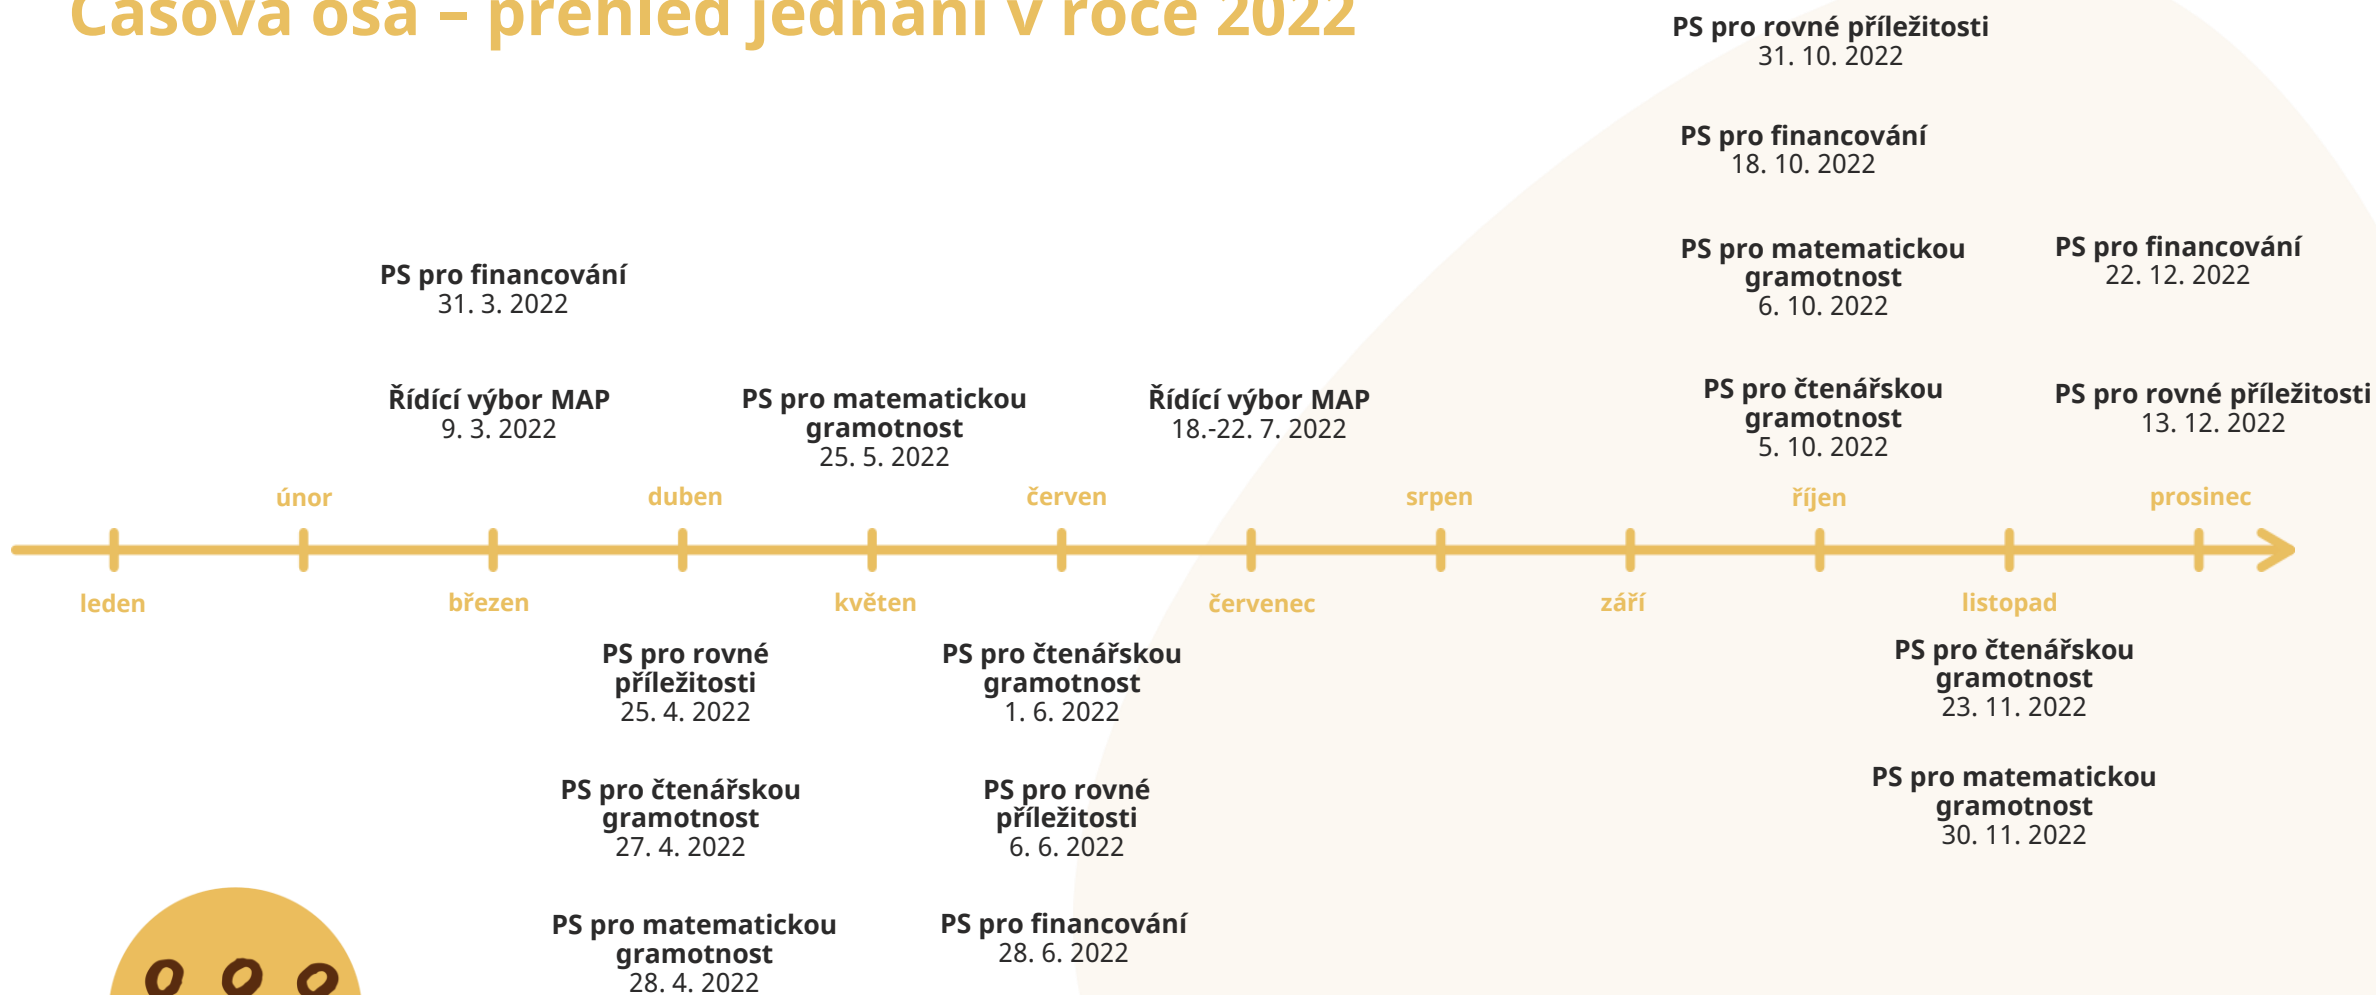 Časová osa – přehled jednání v roce 2022
PS pro rovné příležitosti
31. 10. 2022
PS pro financování
18. 10. 2022
PS pro matematickou
gramotnost
6. 10. 2022
PS pro financování
22. 12. 2022
PS pro financování
31. 3. 2022
Řídící výbor MAP
9. 3. 2022
PS pro matematickou
gramotnost
25. 5. 2022
Řídící výbor MAP
18.-22. 7. 2022
PS pro čtenářskou
gramotnost
5. 10. 2022
PS pro rovné příležitosti
13. 12. 2022
únor
duben
červen
srpen
říjen
prosinec
leden
březen
květen
červenec
září
listopad
PS pro rovné
příležitosti
25. 4. 2022
PS pro čtenářskou
gramotnost
1. 6. 2022
PS pro čtenářskou
gramotnost
23. 11. 2022
PS pro čtenářskou
gramotnost
27. 4. 2022
PS pro rovné
příležitosti
6. 6. 2022
PS pro matematickou
gramotnost
30. 11. 2022
PS pro matematickou
gramotnost
28. 4. 2022
PS pro financování
28. 6. 2022